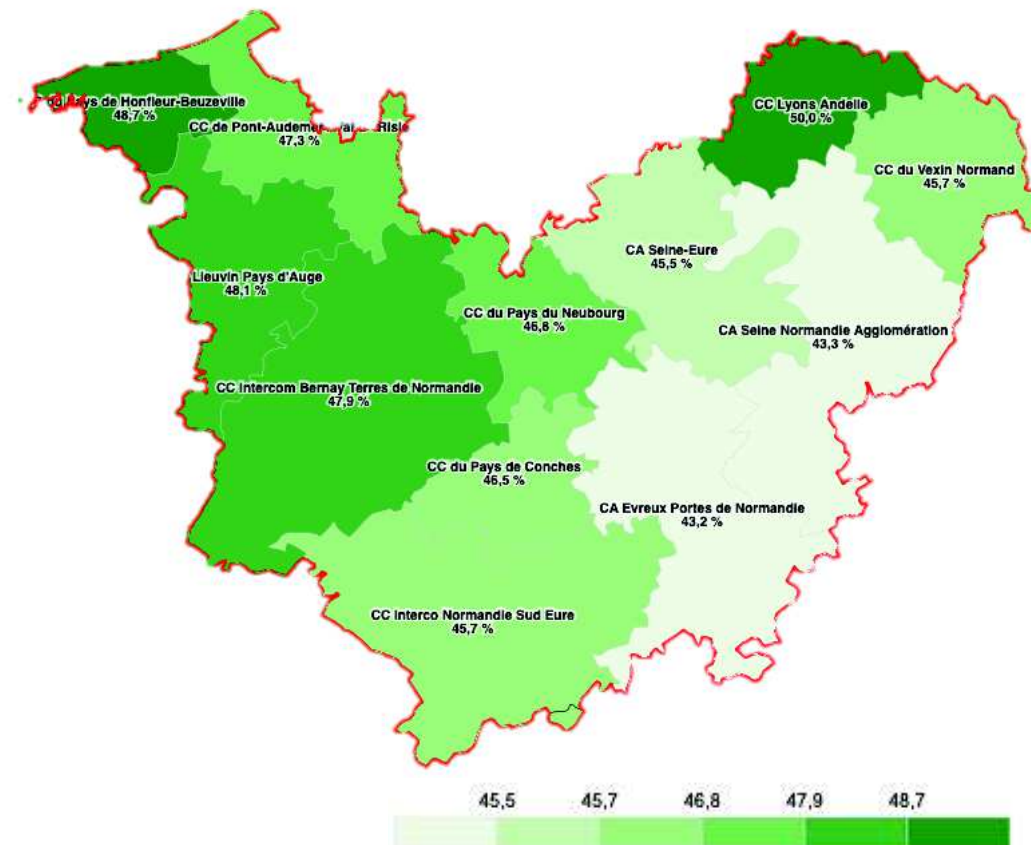 Pays de Honfleur-Beuzeville
48,7 %
CC de Pont-Audemer Risle
47,3 %
CC Lyons Andelle
50,0 %
CC du Vexin Normand
45,7 %
CA Seine-Eure
45,5 %
Lieuvin Pays d'Auge
48,1 %
CC du Pays du Neubourg
46,8 %
CA Seine Normandie Agglomération
43,3 %
CC Intercom Bernay Terres de Normandie
47,9 %
CC du Pays de Conches
46,5 %
CA Evreux Portes de Normandie
43,2 %
CC Interco Normandie Sud Eure
45,7 %
45,5 45,7 46,8 47,9 48,7